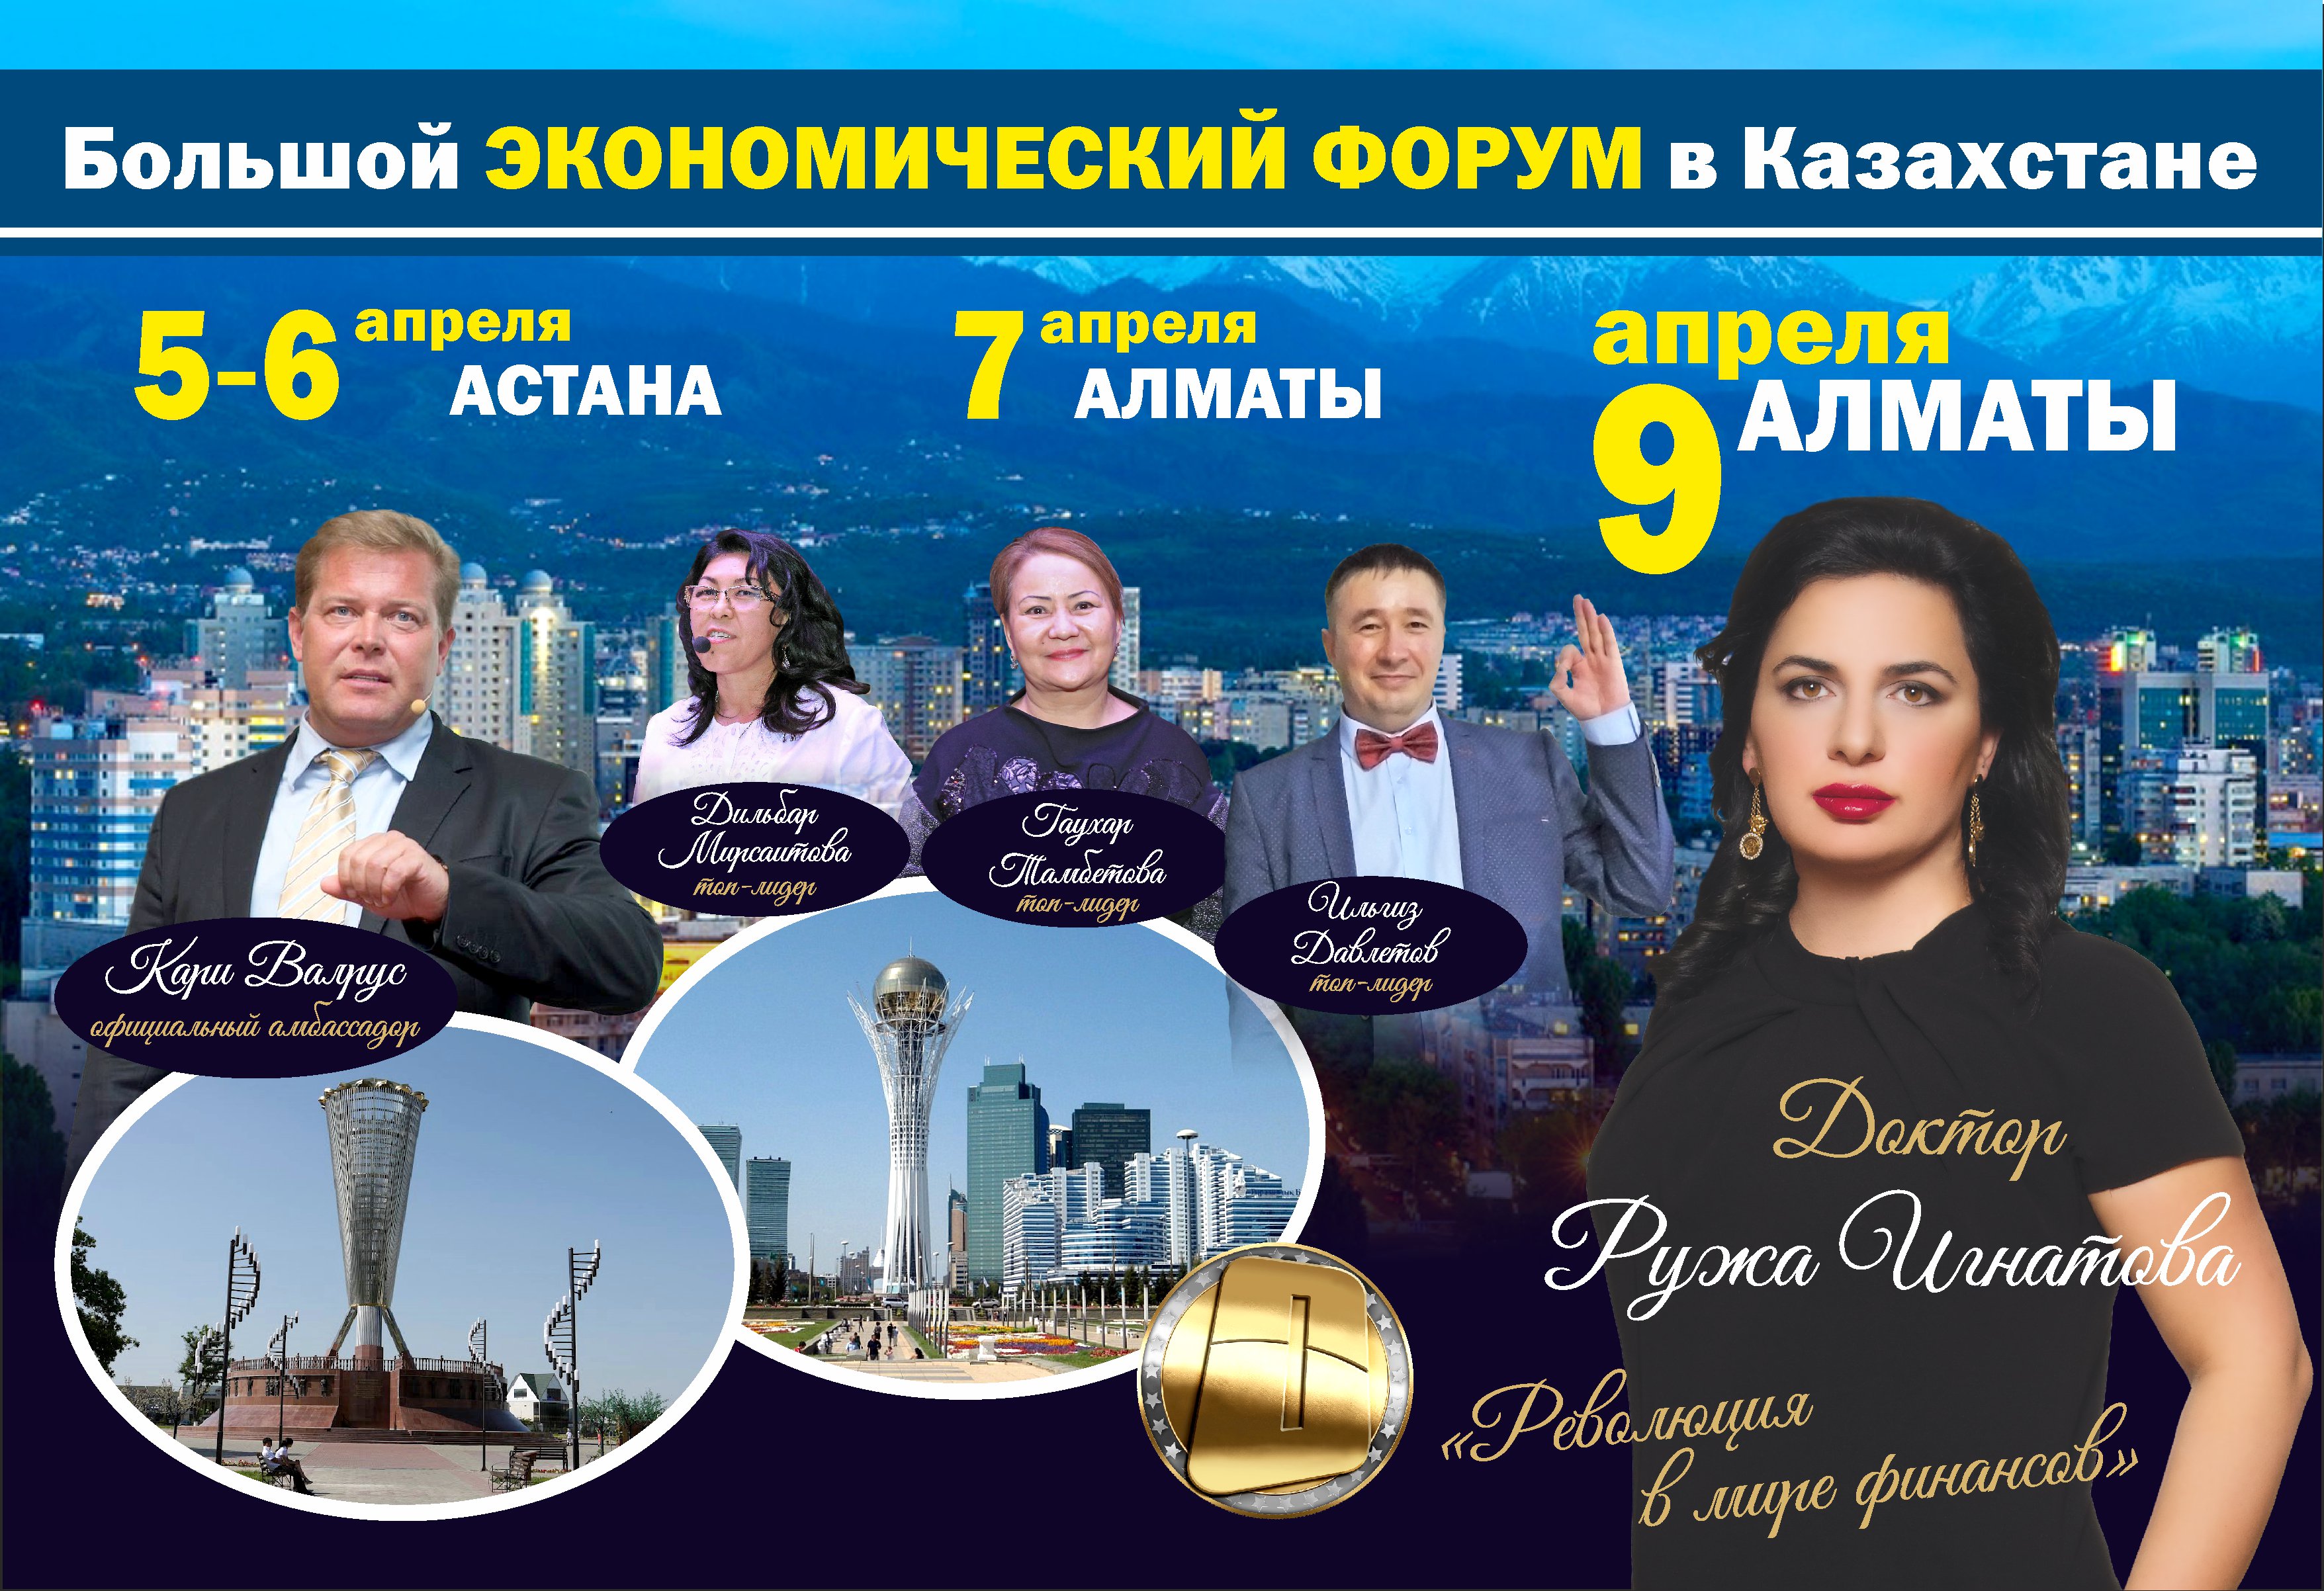 Большой ЭКОНОМИЧЕСКИЙ ФОРУМ в Казахстане
5-6 апреля
АСТАНА
7 апреля
АЛМАТЫ
апреля
9 АЛМАТЫ
Кари Валрус
официальный амбассадор
Дильбар
Мирсаитова
топ-лидер
Гаухар
Тамбетова
топ-лидер
Ильгиз
Давлетов
топ-лидер
Доктор
Ружа Игнатова
«Революция
в мире финансов»